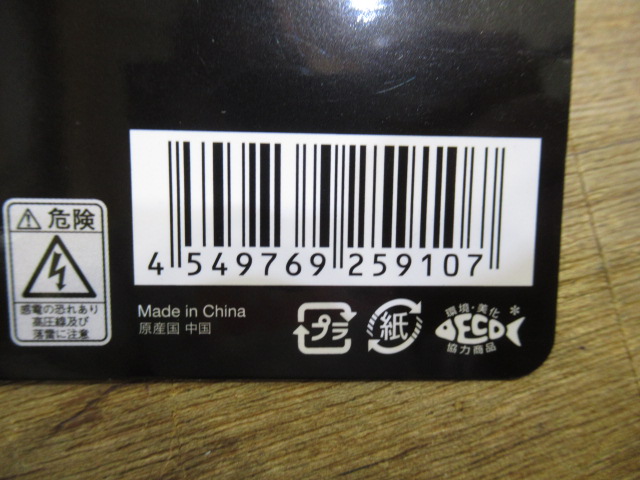 危険
感電の恐れあり
高圧線及び
落雷に注意
4 549769 259107
Made in China
原産国 中国
プラ
紙
環境・美化*
ECO
協力商品